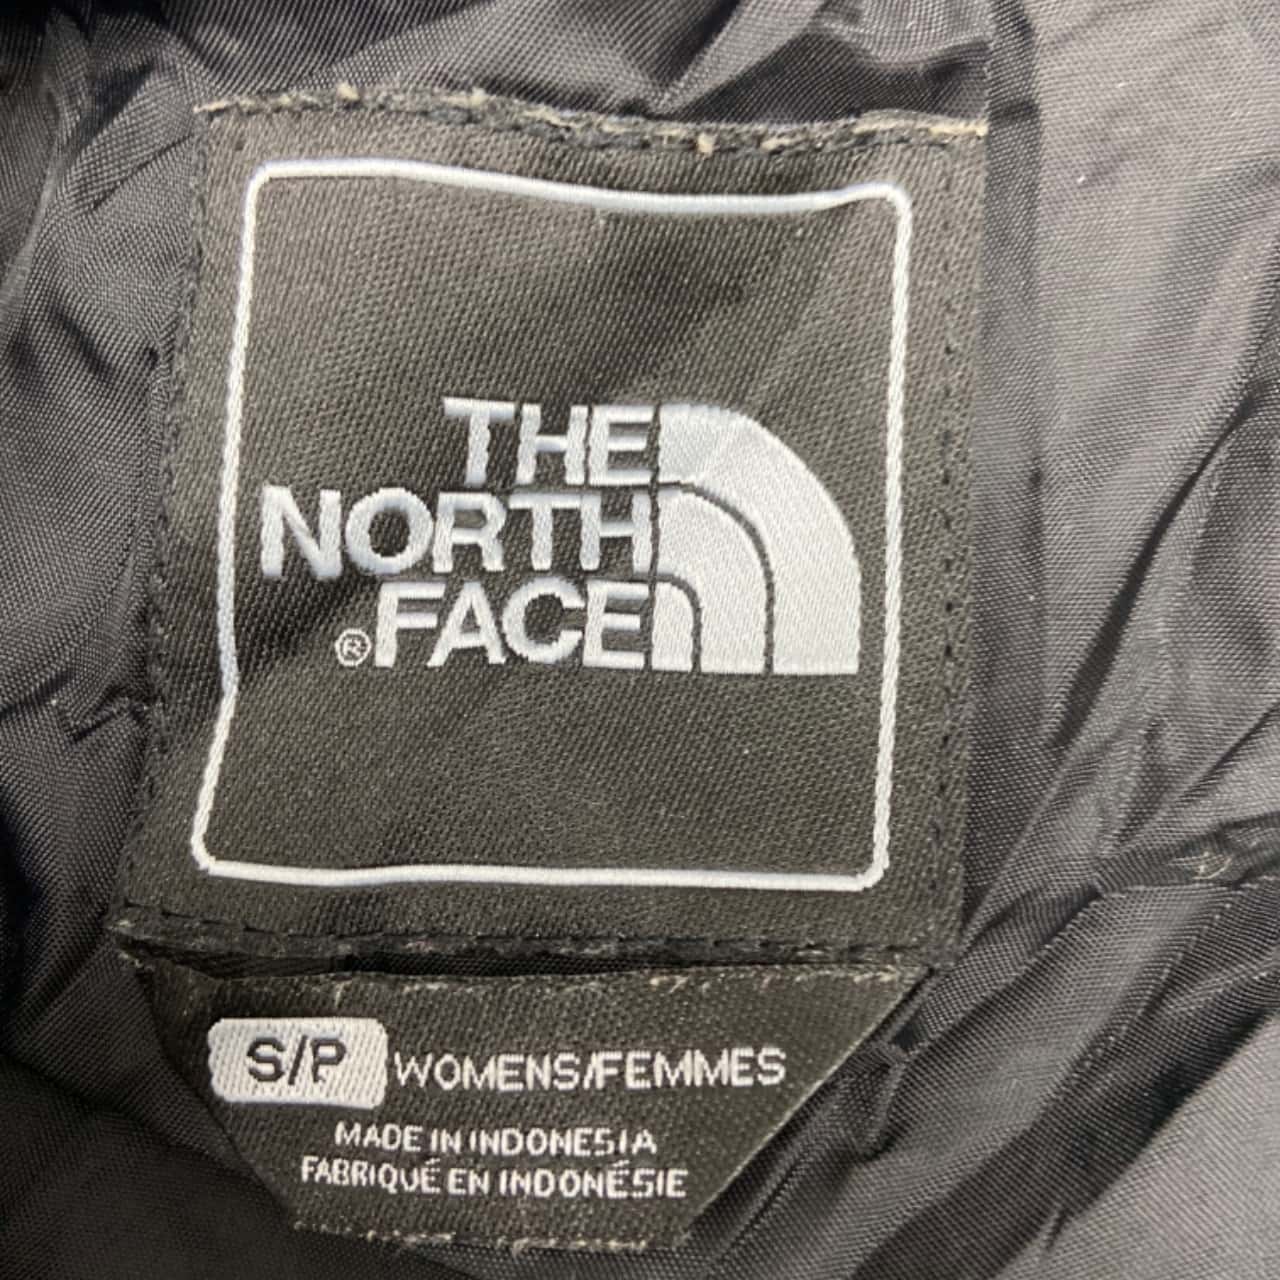 THE
NORTH
®FACE
S/P WOMENS/FEMMES
MADE IN INDONESIA
FABRIQUÉ EN INDONÉSIE